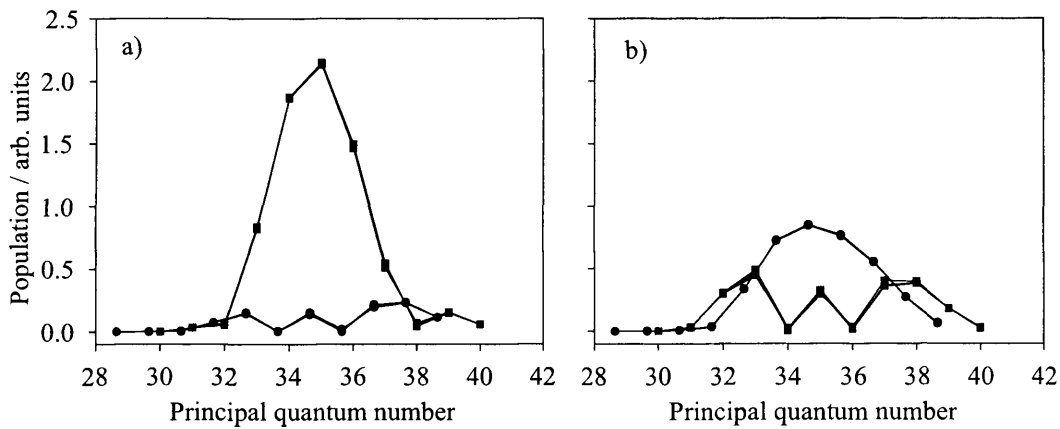 a)
b)
Population / arb. units
2.5
2.0
1.5
1.0
0.5
0.0
28 30 32 34 36 38 40 42
28 30 32 34 36 38 40 42
Principal quantum number
Principal quantum number